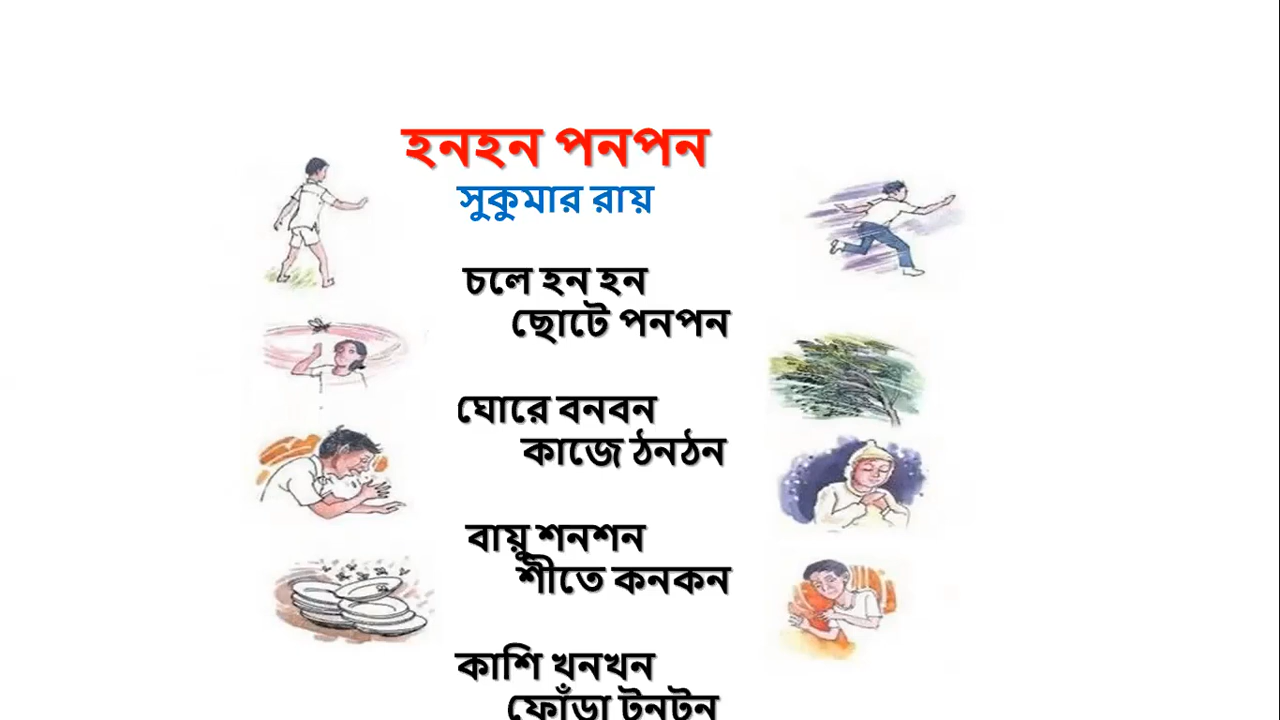 হনহন পনপন
সুকুমার রায়
চলে হন হন
ছোটে পনপন
ঘোরে বনবন
কাজে ঠনঠন
বায়ু শনশন
শীতে কনকন
কাশি খনখন
ফোঁড়া টনটন